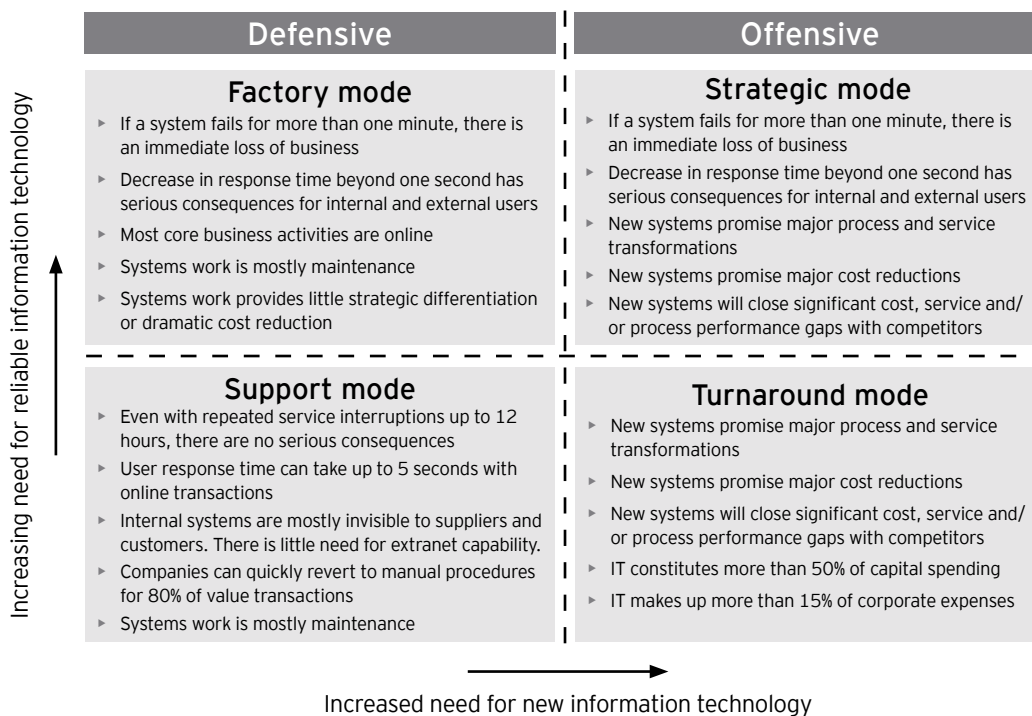 Defensive
Offensive
Increasing need for reliable information technology
Factory mode
If a system fails for more than one minute, there is
an immediate loss of business
Decrease in response time beyond one second has
serious consequences for internal and external users
Most core business activities are online
Systems work is mostly maintenance
Systems work provides little strategic differentiation
or dramatic cost reduction
Strategic mode
If a system fails for more than one minute, there is
an immediate loss of business
Decrease in response time beyond one second has
serious consequences for internal and external users
New systems promise major process and service
transformations
New systems promise major cost reductions
New systems will close significant cost, service and/
or process performance gaps with competitors
Support mode
Even with repeated service interruptions up to 12
hours, there are no serious consequences
User response time can take up to 5 seconds with
online transactions
Internal systems are mostly invisible to suppliers and
customers. There is little need for extranet capability.
Companies can quickly revert to manual procedures
for 80% of value transactions
Systems work is mostly maintenance
Turnaround mode
New systems promise major process and service
transformations
New systems promise major cost reductions
New systems will close significant cost, service and/
or process performance gaps with competitors
IT constitutes more than 50% of capital spending
IT makes up more than 15% of corporate expenses
Increased need for new information technology